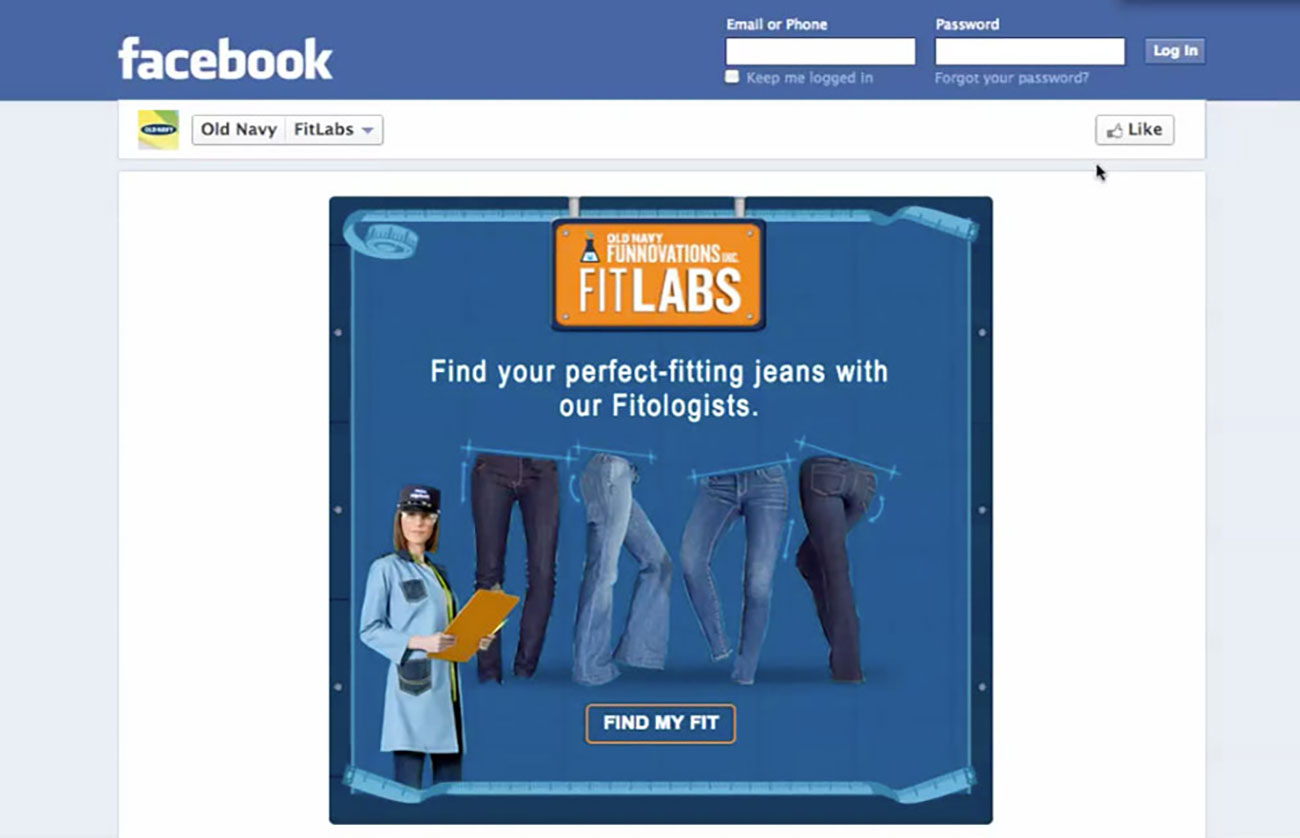 Email or Phone
Password
facebook
Log In
Keep me logged in
Forgot your password?
OLD NAVY
Old Navy
FitLabs
Like
OLD NAVY
FUNNOVATIONS INC.
FITLABS
Find your perfect-fitting jeans with
our Fitologists.
FIND MY FIT